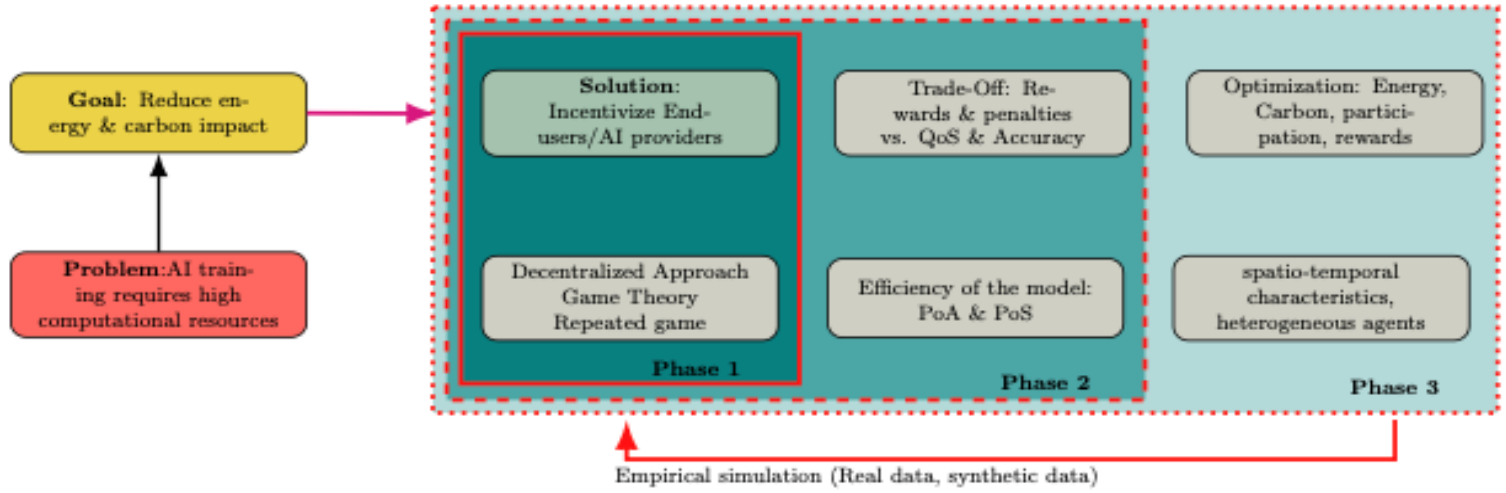 Goal: Reduce en-
ergy & carbon impact
Problem:AI train-
ing requires high
computational resources
Solution:
Incentivize End-
users/AI providers
Decentralized Approach
Game Theory
Repeated game
Phase 1
Trade-Off: Re-
wards & penalties
vs. QoS & Accuracy
Efficiency of the model:
PoA & PoS
Phase 2
Optimization: Energy,
Carbon, partici-
pation, rewards
spatio-temporal
characteristics,
heterogeneous agents
Phase 3
Empirical simulation (Real data, synthetic data)